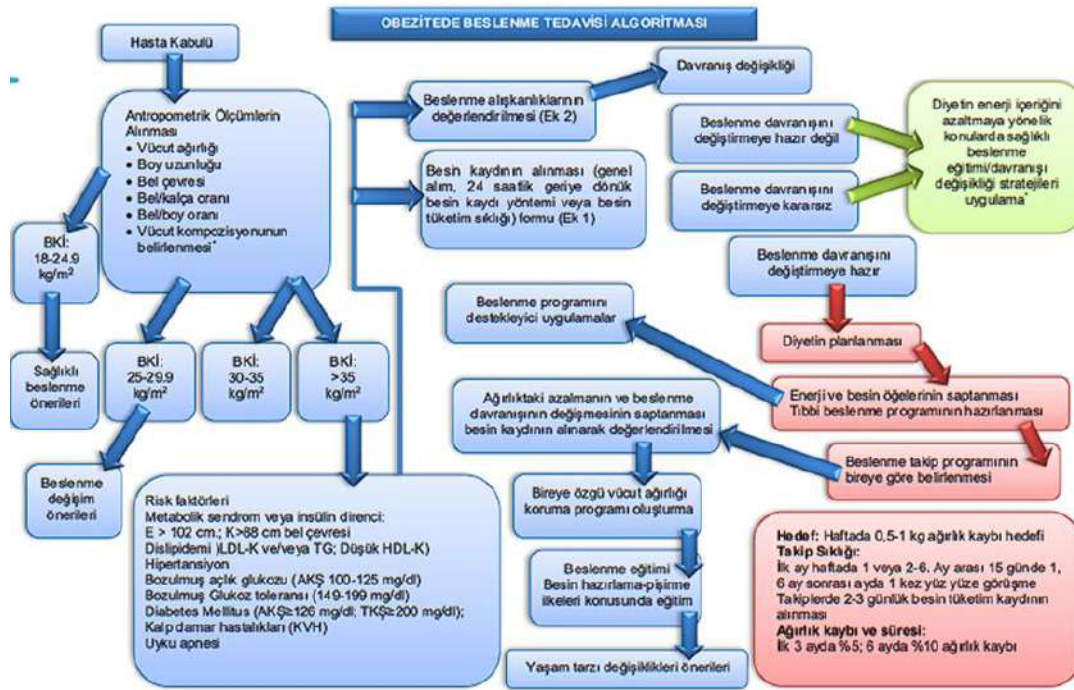 OBEZİTEDE BESLENME TEDAVİSİ ALGORİTMASI
Hasta Kabulü
Antropometrik Ölçümlerin
Alınması
• Vücut ağırlığı
• Boy uzunluğu
• Bel çevresi
• Bel/kalça oranı
• Bel/boy oranı
• Vücut kompozisyonunun
belirlenmesi*
BKİ:
18-24.9
kg/m²
Sağlıklı
beslenme
önerileri
BKİ:
25-29.9
kg/m²
BKİ:
30-35
kg/m²
BKİ:
>35
kg/m²
Beslenme
değişim
önerileri
Risk faktörleri
Metabolik sendrom veya insülin direnci:
E > 102 cm.; K>88 cm bel çevresi
Dislipidemi )LDL-K ve/veya TG; Düşük HDL-K)
Hipertansiyon
Bozulmuş açlık glukozu (AKŞ 100-125 mg/dl)
Bozulmuş Glukoz toleransı (149-199 mg/dl)
Diabetes Mellitus (AKŞ≥126 mg/dl; TKŞ≥200 mg/dl);
Kalp damar hastalıkları (KVH)
Uyku apnesi
Beslenme alışkanlıklarının
değerlendirilmesi (Ek 2)
Davranış değişikliği
Besin kaydının alınması (genel
alım, 24 saatlik geriye dönük
besin kaydı yöntemi veya besin
tüketim sıklığı) formu (Ek 1)
Beslenme davranışını
değiştirmeye hazır değil
Beslenme davranışını
değiştirmeye kararsız
Diyetin enerji içeriğini
azaltmaya yönelik
konularda sağlıklı
beslenme
eğitimi/davranışı
değişikliği stratejileri
uygulama*
Beslenme davranışını
değiştirmeye hazır
Diyetin planlanması
Enerji ve besin öğelerinin saptanması
Tıbbi beslenme programının hazırlanması
Beslenme programını
destekleyici uygulamalar
Beslenme takip programının
bireye göre belirlenmesi
Ağırlıktaki azalmanın ve beslenme
davranışının değişmesinin saptanması
besin kaydının alınarak değerlendirilmesi
Bireye özgü vücut ağırlığı
koruma programı oluşturma
Beslenme eğitimi
Besin hazırlama-pişirme
ilkeleri konusunda eğitim
Yaşam tarzı değişiklikleri önerileri
Hedef: Haftada 0,5-1 kg ağırlık kaybı hedefi
Takip Sıklığı:
İlk ay haftada 1 veya 2-6. Ay arası 15 günde 1,
6 ay sonrası ayda 1 kez yüz yüze görüşme
Takiplerde 2-3 günlük besin tüketim kaydının
alınması
Ağırlık kaybı ve süresi:
İlk 3 ayda %5; 6 ayda %10 ağırlık kaybı